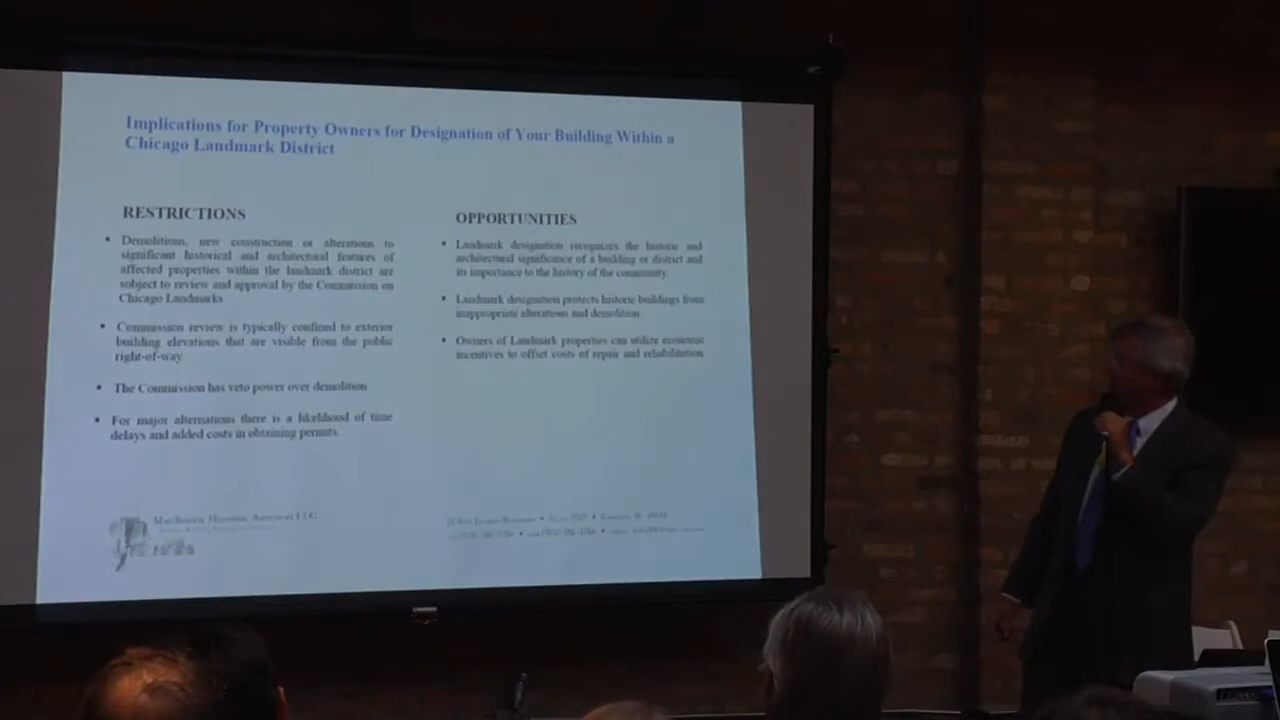 Implications for Property Owners for Designation of Your Building Within a
Chicago Landmark District
RESTRICTIONS
• Demolitions, new construction or alterations to
significant historical and architectural features of
affected properties within the landmark district are
subject to review and approval by the Commission on
Chicago Landmarks
• Commission review is typically confined to exterior
building elevations that are visible from the public
right-of-way
• The Commission has veto power over demolition
• For major alternations there is a likelihood of time
delays and added costs in obtaining permits.
OPPORTUNITIES
• Landmark designation recognizes the historic and
architectural significance of a building or district and
its importance to the history of the community.
• Landmark designation protects historic buildings from
inappropriate alterations and demolition
• Owners of Landmark properties can utilize economic
incentives to offset costs of repair and rehabilitation